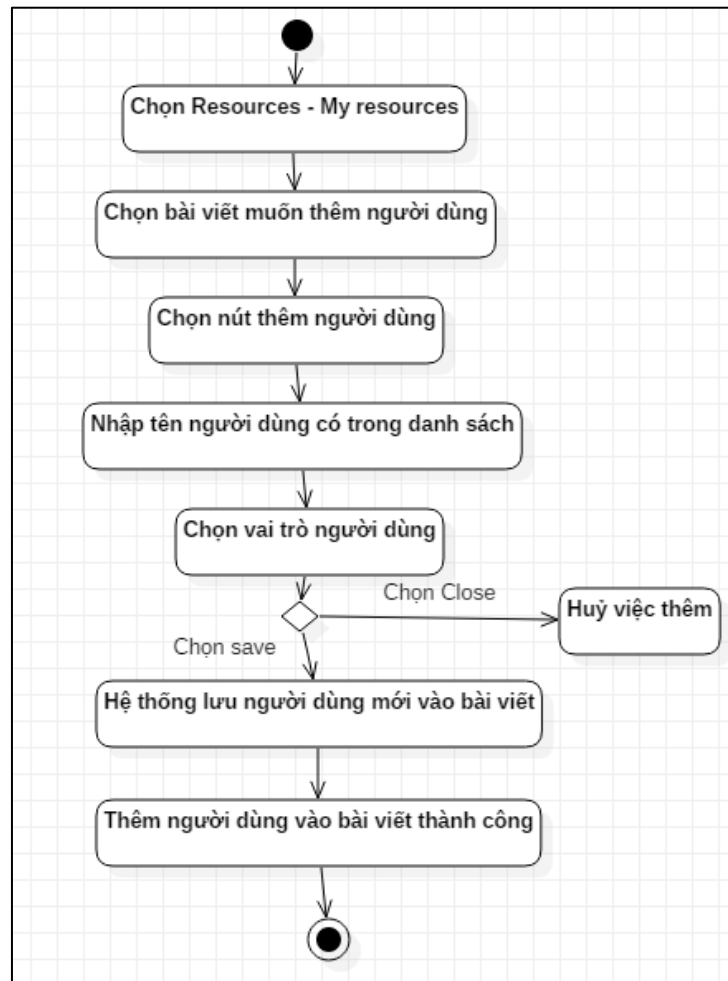 Chọn Resources - My resources
Chọn bài viết muốn thêm người dùng
Chọn nút thêm người dùng
Nhập tên người dùng có trong danh sách
Chọn vai trò người dùng
Chọn Close
Huỷ việc thêm
Chọn save
Hệ thống lưu người dùng mới vào bài viết
Thêm người dùng vào bài viết thành công